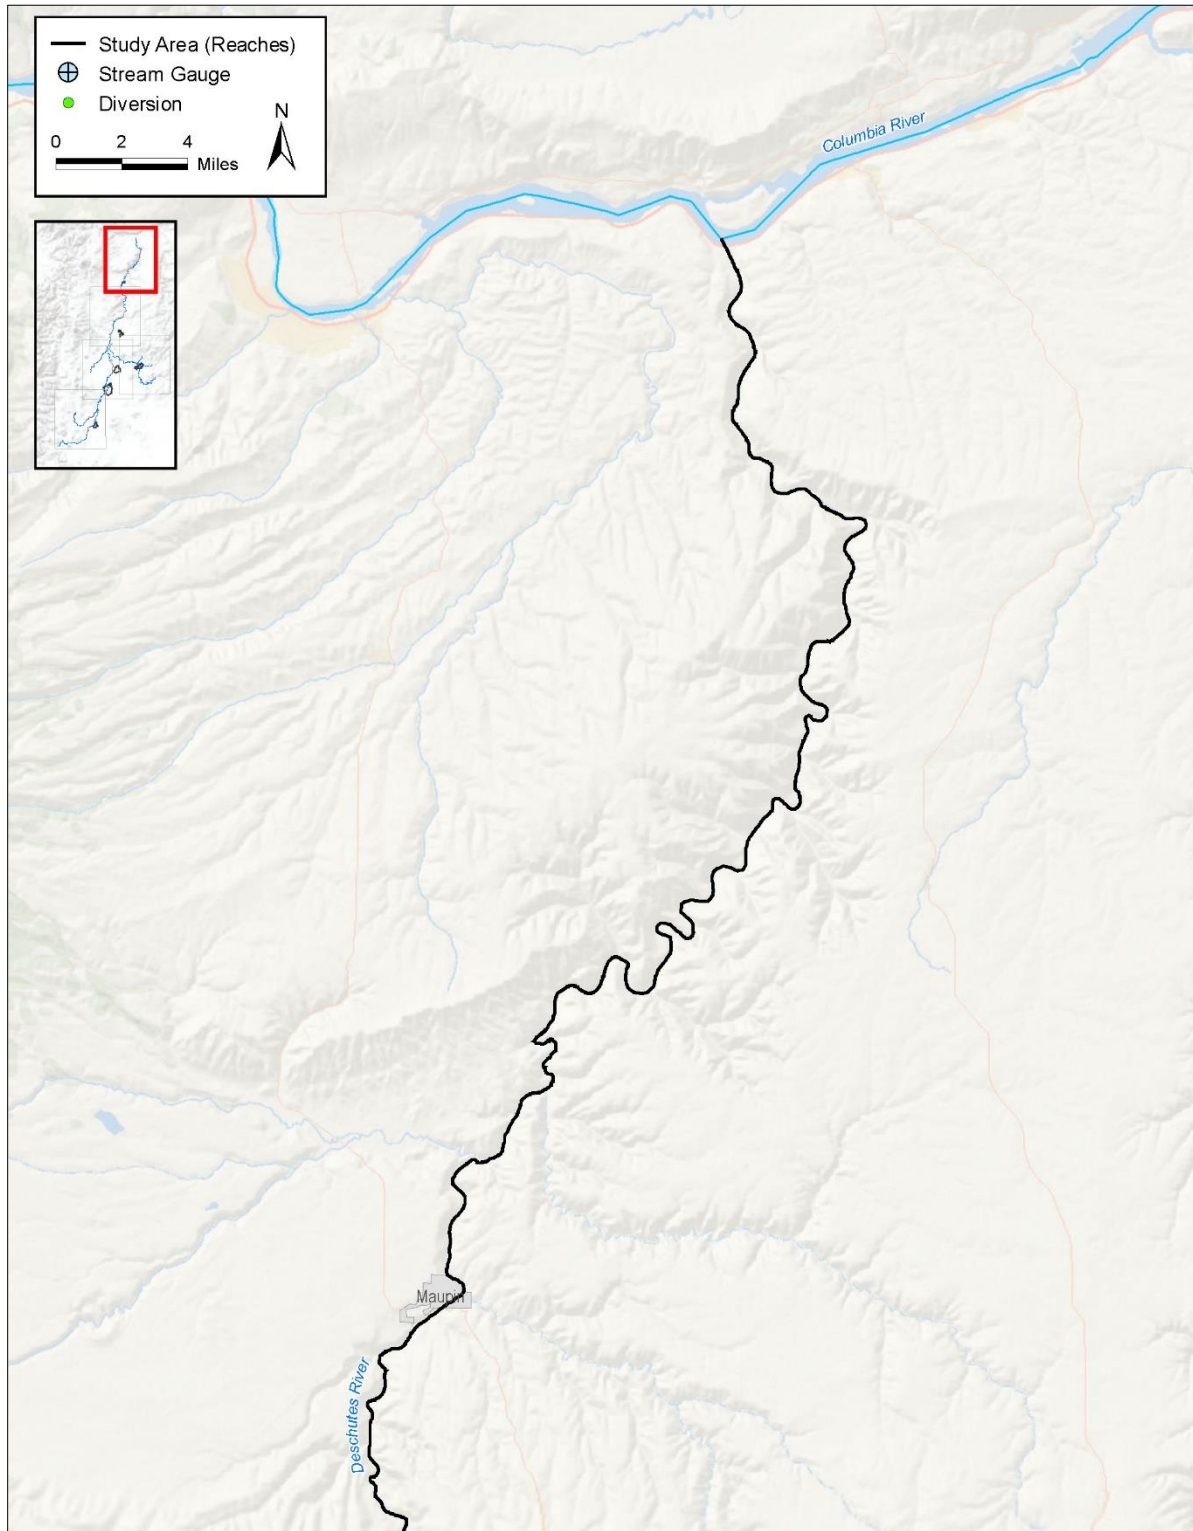 Study Area (Reaches)
Stream Gauge
Diversion
N
0 2 4
Miles
Columbia River
Maupin
Deschutes River